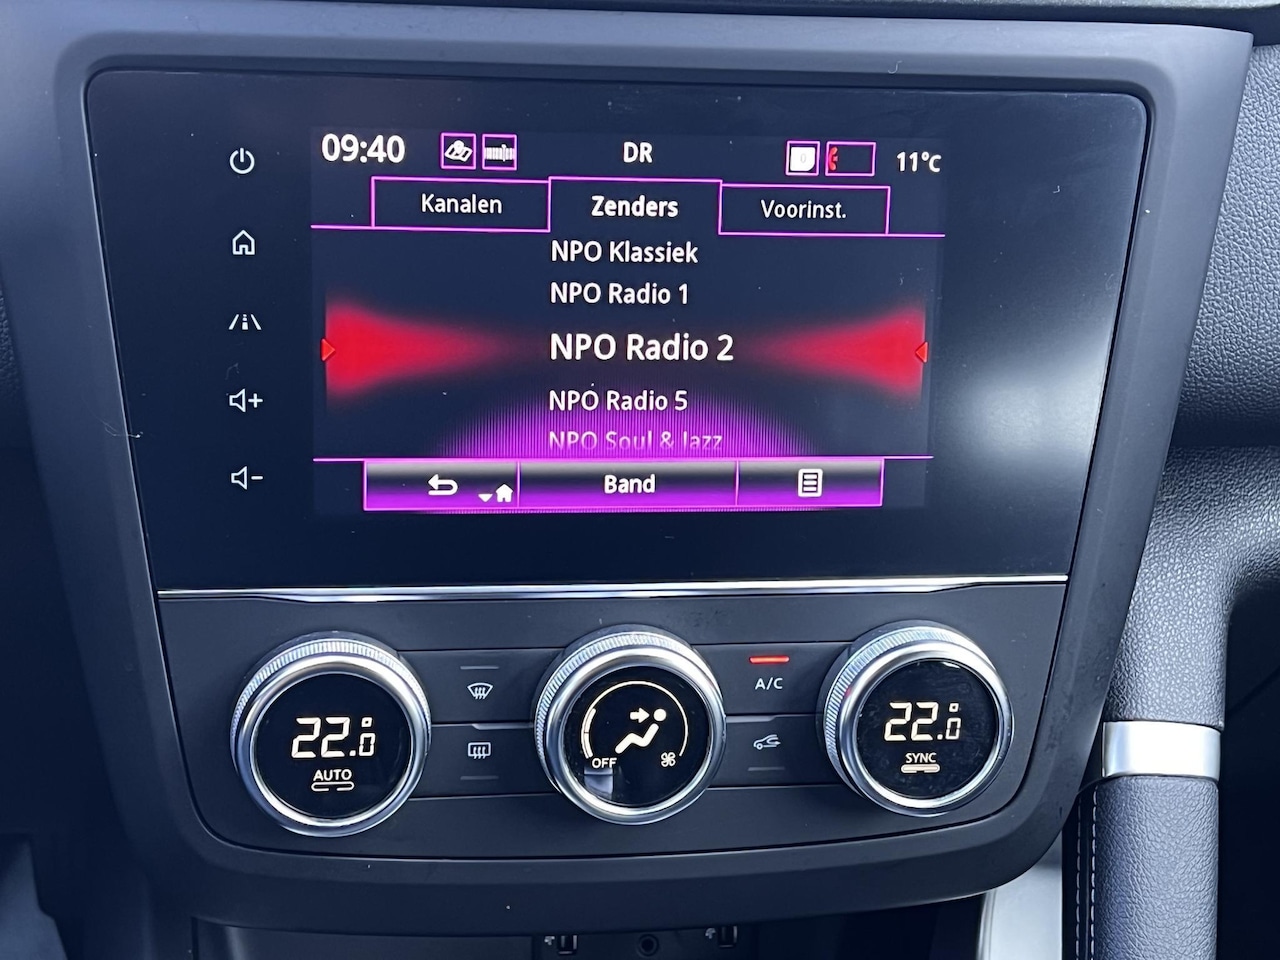 09:40 DR 0 11°C
Kanalen Zenders Voorinst.
NPO Klassiek
NPO Radio 1
NPO Radio 2
NPO Radio 5
NPO Soul & Jazz
Band
A/C
22.0
AUTO
OFF
22.0
SYNC